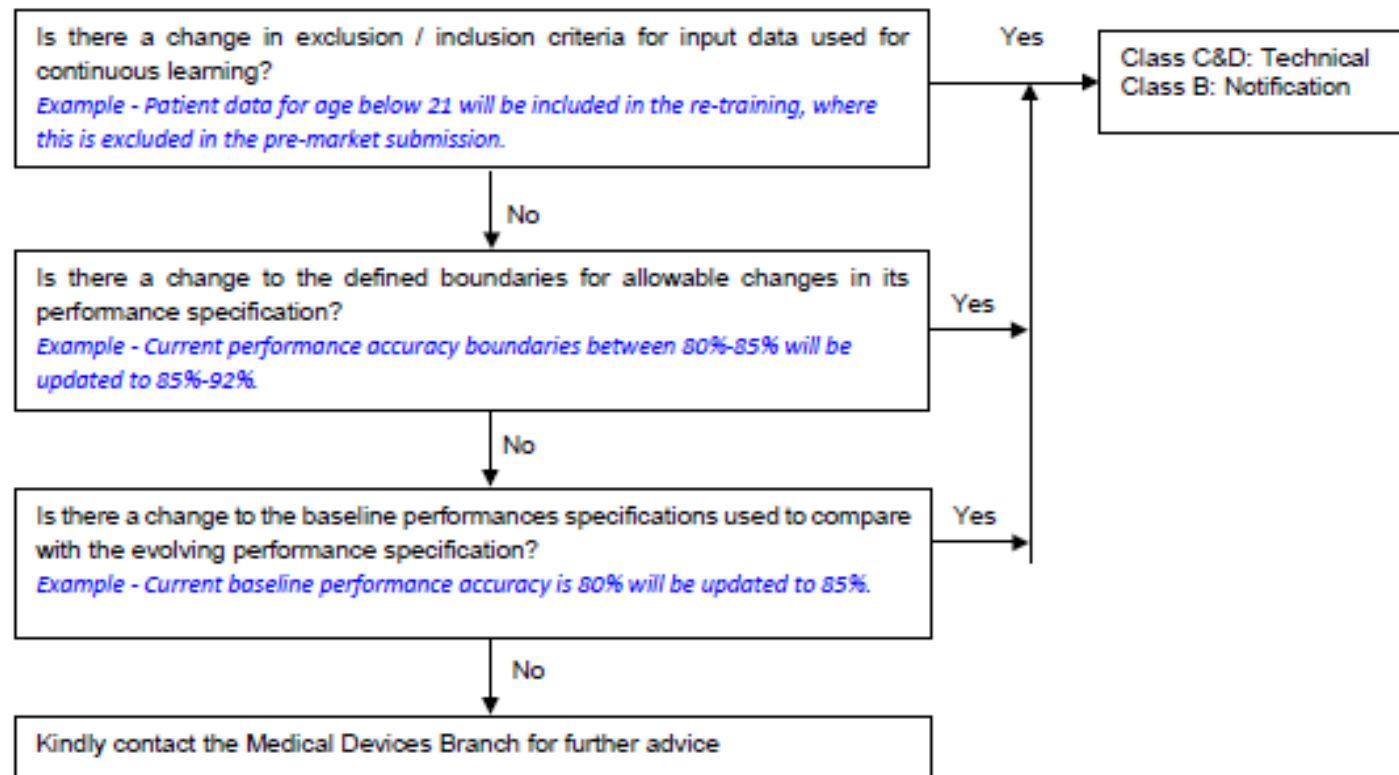 Is there a change in exclusion / inclusion criteria for input data used for
continuous learning?
Example - Patient data for age below 21 will be included in the re-training, where
this is excluded in the pre-market submission.
Yes
Class C&D: Technical
Class B: Notification
No
Is there a change to the defined boundaries for allowable changes in its
performance specification?
Example - Current performance accuracy boundaries between 80%-85% will be
updated to 85%-92%.
Yes
No
Is there a change to the baseline performances specifications used to compare
with the evolving performance specification?
Example - Current baseline performance accuracy is 80% will be updated to 85%.
Yes
No
Kindly contact the Medical Devices Branch for further advice